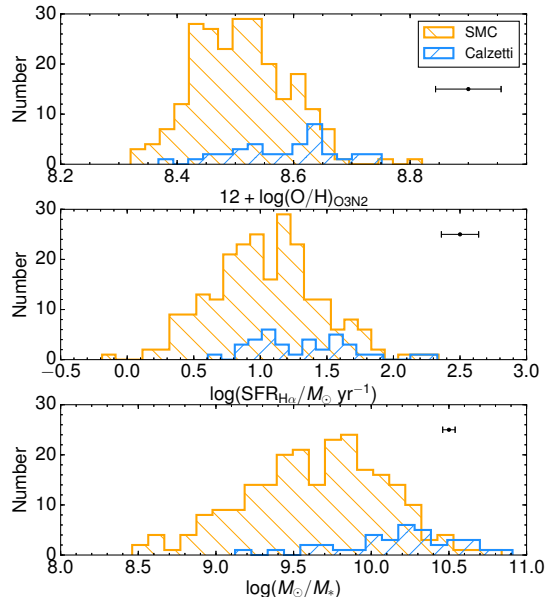 30
20
10
0
Number
SMC
Calzetti
8.2 8.4 8.6 8.8
12 + log(O/H)O3N2
30
20
10
0
Number
−0.5 0.0 0.5 1.0 1.5 2.0 2.5 3.0
log(SFRHα/M⊙ yr−1)
30
20
10
0
Number
8.0 8.5 9.0 9.5 10.0 10.5 11.0
log(M⊙/M*)